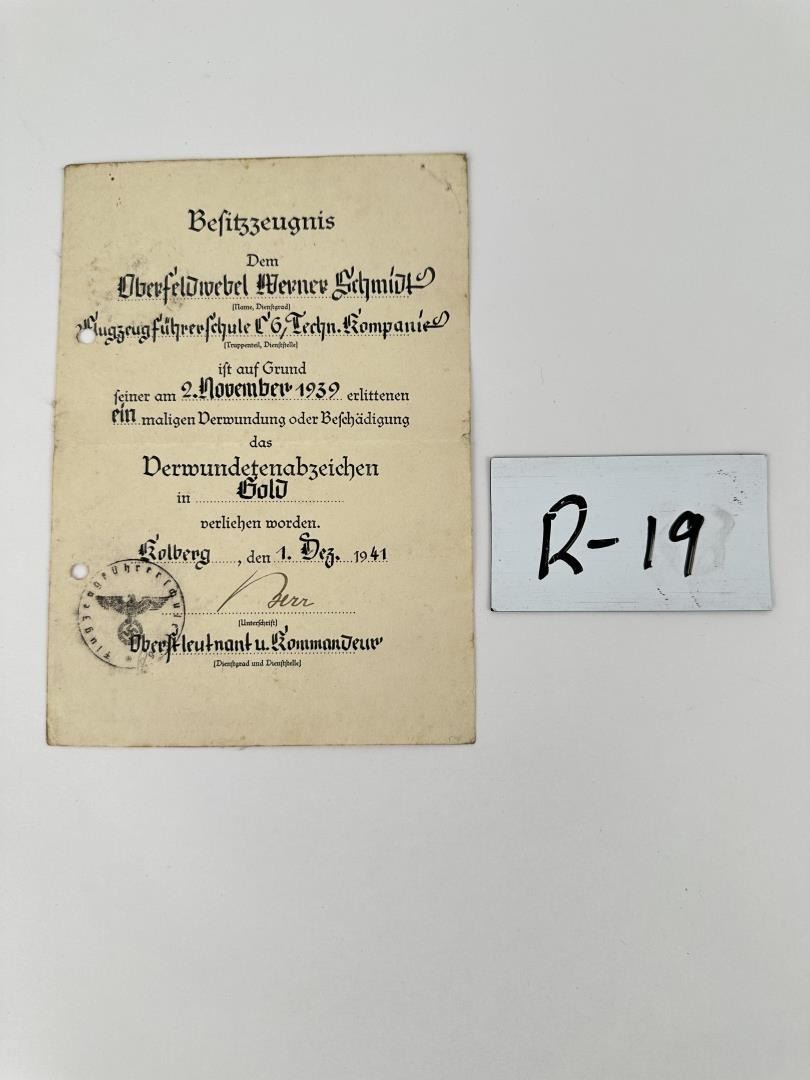 Besitzzeugnis
Dem
Oberfeldwebel Werner Schmidt
(Name, Dienstgrad)
Flugzeugführerschule C 6, Techn. Kompanie
(Truppenteil, Dienststelle)
ist auf Grund
seiner am 2. November 1939 erlittenen
ein maligen Verwundung oder Beschädigung
das
Verwundetenabzeichen
in Gold
verliehen worden.
Kolberg, den 1. Dez. 1941
(Unterschrift)
Oberstleutnant u. Kommandeur
(Dienstgrad und Dienststelle)
Flugzeugführerschule
R-19